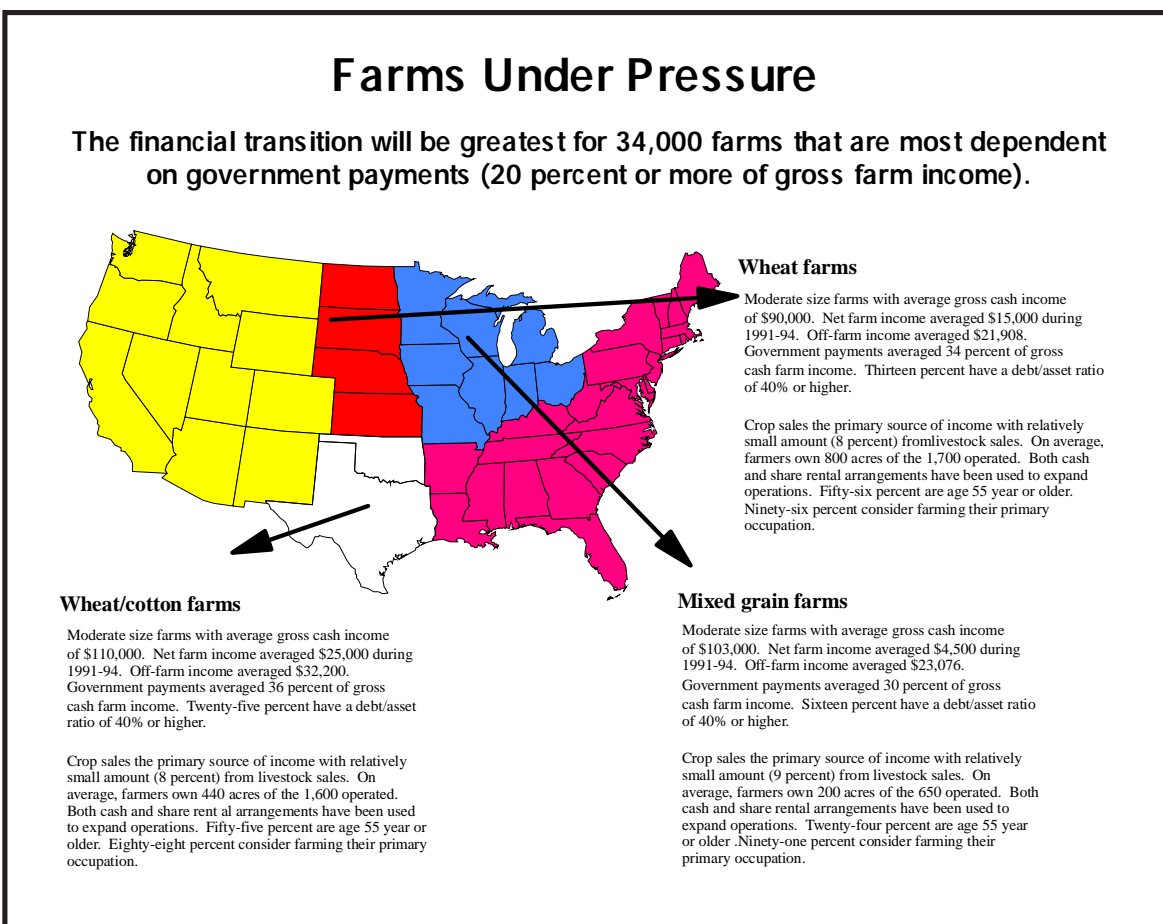 Farms Under Pressure
The financial transition will be greatest for 34,000 farms that are most dependent
on government payments (20 percent or more of gross farm income).
Wheat farms
Moderate size farms with average gross cash income
of $90,000.  Net farm income averaged $15,000 during
1991-94.  Off-farm income averaged $21,908.
Government payments averaged 34 percent of gross
cash farm income.  Thirteen percent have a debt/asset ratio
of 40% or higher.
Crop sales the primary source of income with relatively
small amount (8 percent) fromlivestock sales.  On average,
farmers own 800 acres of the 1,700 operated.  Both cash
and share rental arrangements have been used to expand
operations.  Fifty-six percent are age 55 year or older.
Ninety-six percent consider farming their primary
occupation.
Wheat/cotton farms
Moderate size farms with average gross cash income
of $110,000.  Net farm income averaged $25,000 during
1991-94.  Off-farm income averaged $32,200.
Government payments averaged 36 percent of gross
cash farm income.  Twenty-five percent have a debt/asset
ratio of 40% or higher.
Crop sales the primary source of income with relatively
small amount (8 percent) from livestock sales.  On
average, farmers own 440 acres of the 1,600 operated.
Both cash and share rent al arrangements have been used
to expand operations.  Fifty-five percent are age 55 year or
older.  Eighty-eight percent consider farming their primary
occupation.
Mixed grain farms
Moderate size farms with average gross cash income
of $103,000.  Net farm income averaged $4,500 during
1991-94.  Off-farm income averaged $23,076.
Government payments averaged 30 percent of gross
cash farm income.  Sixteen percent have a debt/asset ratio
of 40% or higher.
Crop sales the primary source of income with relatively
small amount (9 percent) from livestock sales.  On
average, farmers own 200 acres of the 650 operated.  Both
cash and share rental arrangements have been used to
expand operations.  Twenty-four percent are age 55 year
or older .Ninety-one percent consider farming their
primary occupation.